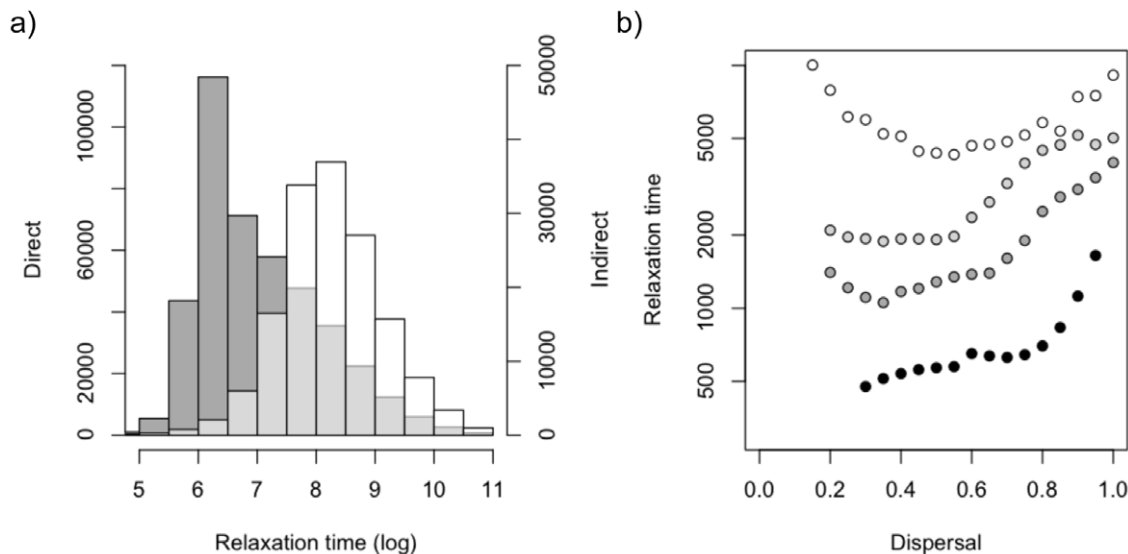 a)
Direct
0
20000
60000
100000
0
10000
30000
50000
Indirect
5 6 7 8 9 10 11
Relaxation time (log)
b)
Relaxation time
500
1000
2000
5000
0.0 0.2 0.4 0.6 0.8 1.0
Dispersal